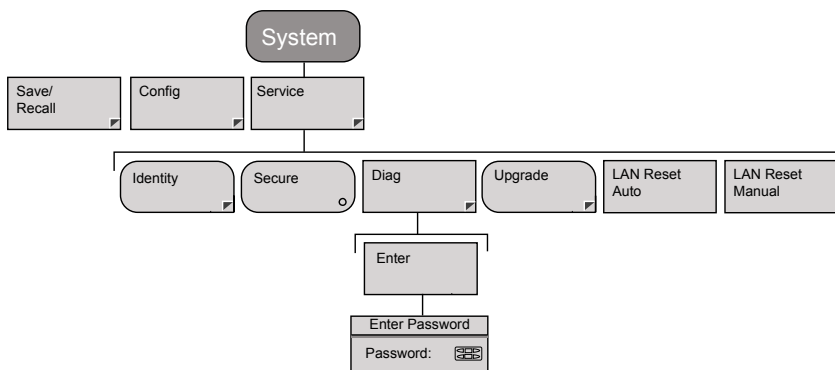 System
Save/
Recall
Config
Service
Identity
Secure
Diag
Upgrade
LAN Reset
Auto
LAN Reset
Manual
Enter
Enter Password
Password: